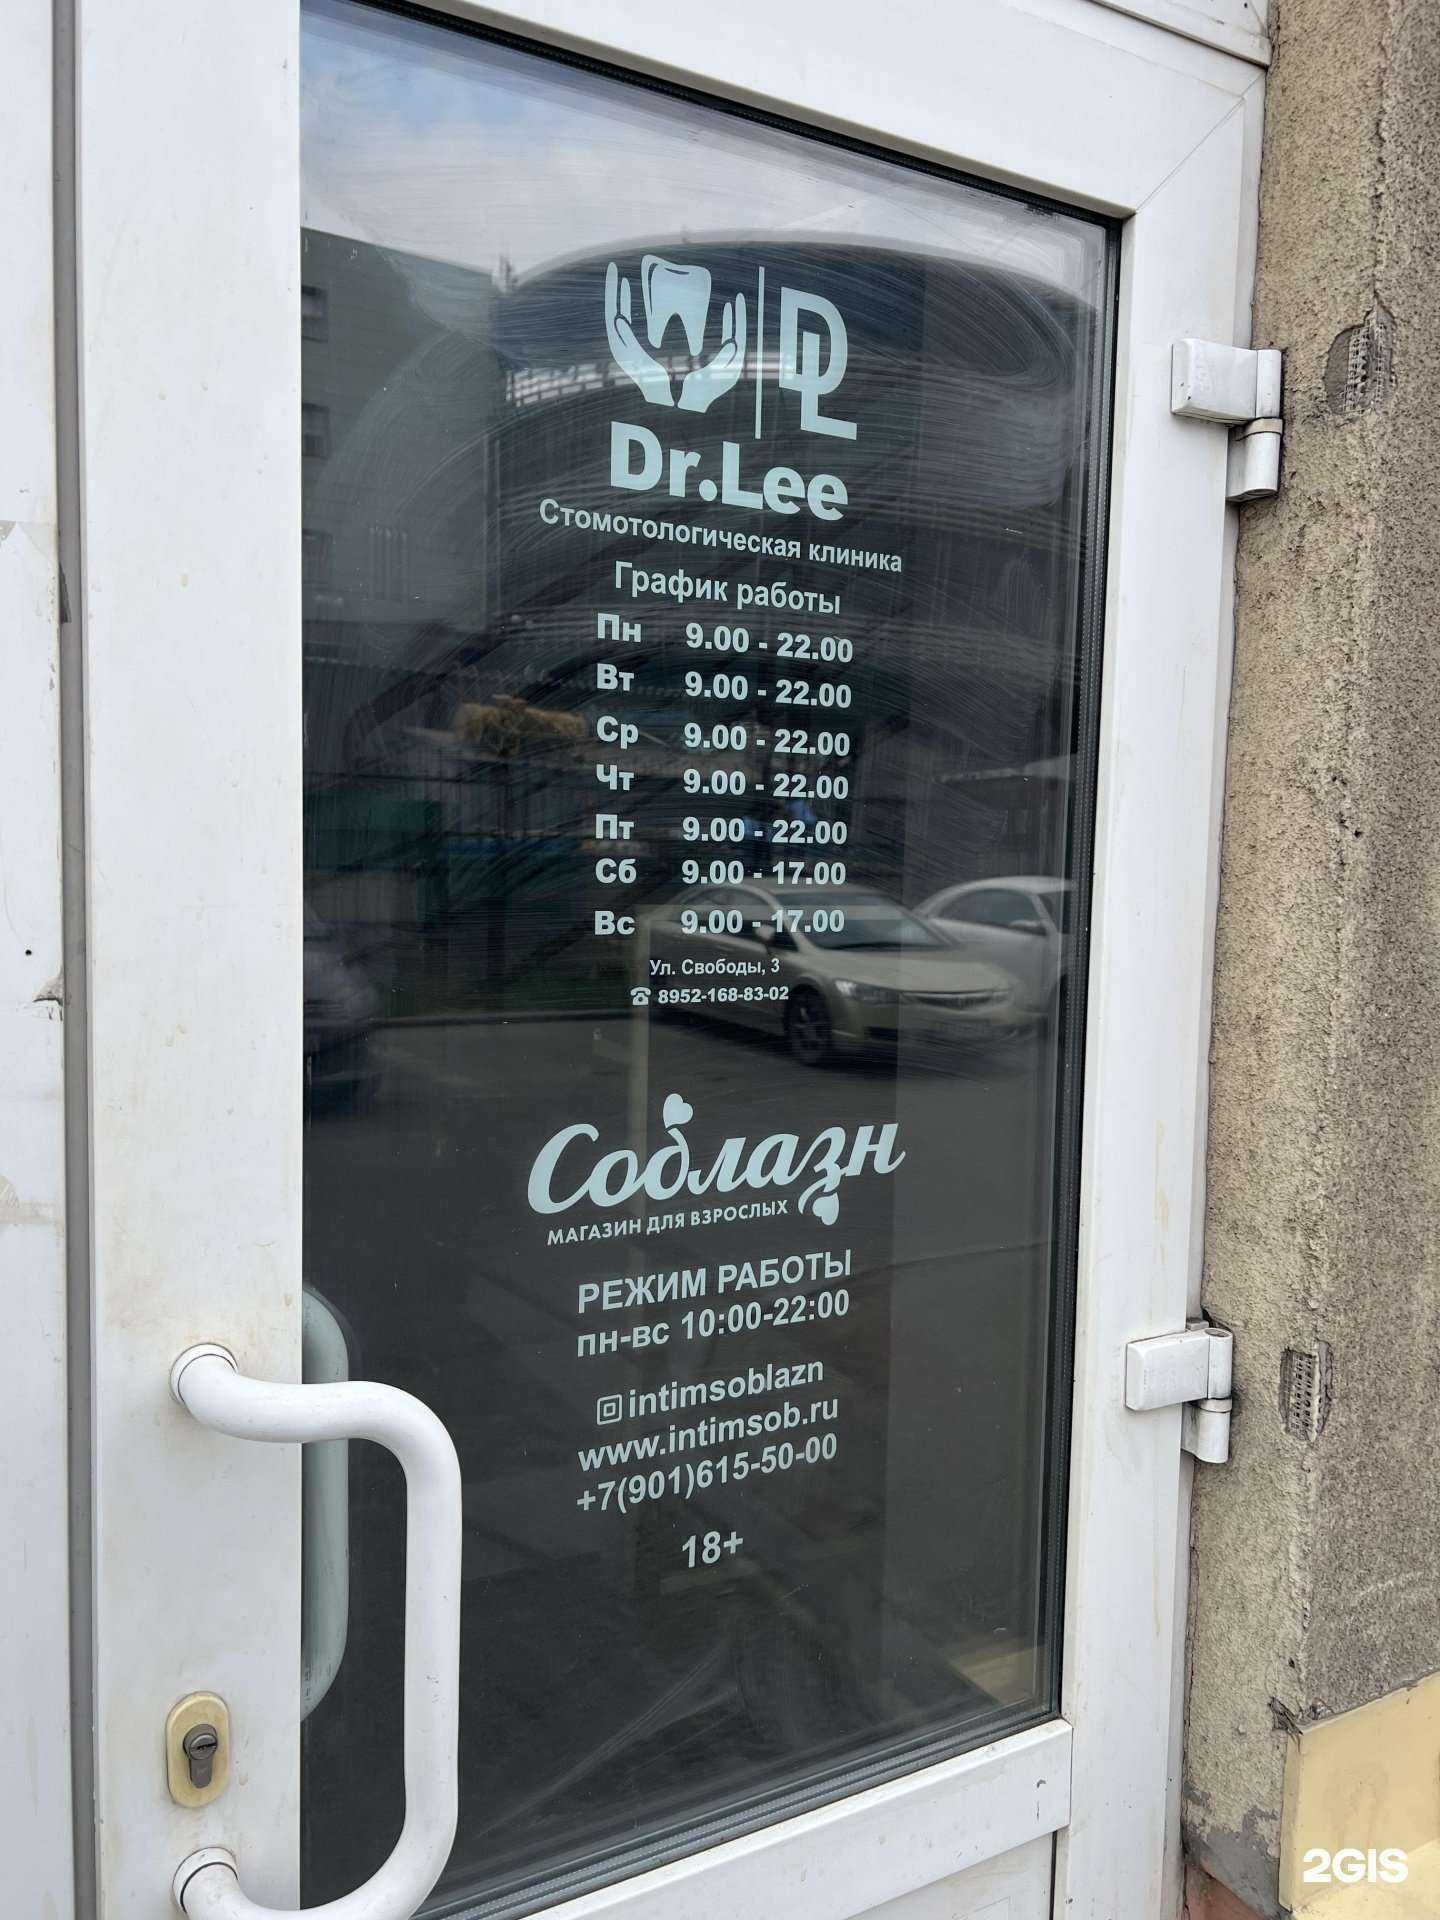 DL
Dr.Lee
Стомотологическая клиника
График работы
Пн 9.00 - 22.00
Вт 9.00 - 22.00
Ср 9.00 - 22.00
Чт 9.00 - 22.00
Пт 9.00 - 22.00
Сб 9.00 - 17.00
Вс 9.00 - 17.00
Ул. Свободы, 3
☎ 8952-168-83-02
Соблазн
МАГАЗИН ДЛЯ ВЗРОСЛЫХ
РЕЖИМ РАБОТЫ
пн-вс 10:00-22:00
intimsoblazn
www.intimsob.ru
+7(901)615-50-00
18+
2GIS